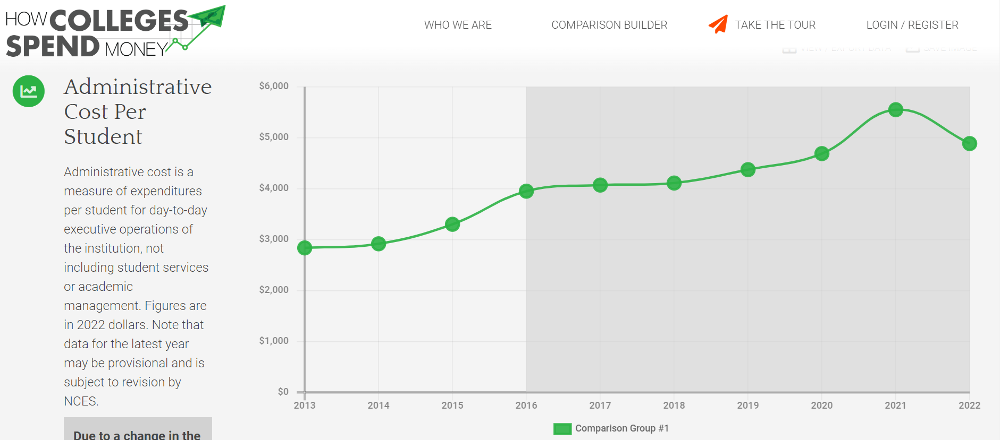 HOW COLLEGES
SPEND MONEY
WHO WE ARE
COMPARISON BUILDER
TAKE THE TOUR
LOGIN / REGISTER
VIEW / EXPORT DATA
SAVE IMAGE
Administrative
Cost Per
Student
Administrative cost is a
measure of expenditures
per student for day-to-day
executive operations of
the institution, not
including student services
or academic
management. Figures are
in 2022 dollars. Note that
data for the latest year
may be provisional and is
subject to revision by
NCES.
Due to a change in the
$6,000
$5,000
$4,000
$3,000
$2,000
$1,000
$0
2013 2014 2015 2016 2017 2018 2019 2020 2021 2022
Comparison Group #1